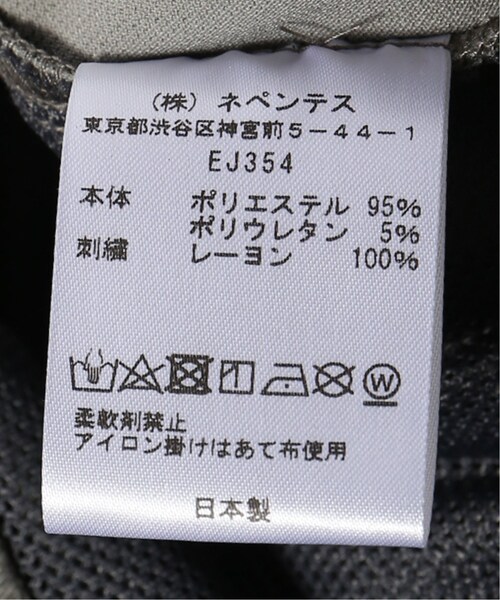 (株) ネペンテス
東京都渋谷区神宮前5-44-1
EJ354
本体 ポリエステル 95%
ポリウレタン 5%
刺繍 レーヨン 100%
W
柔軟剤禁止
アイロン掛けはあて布使用
日本製